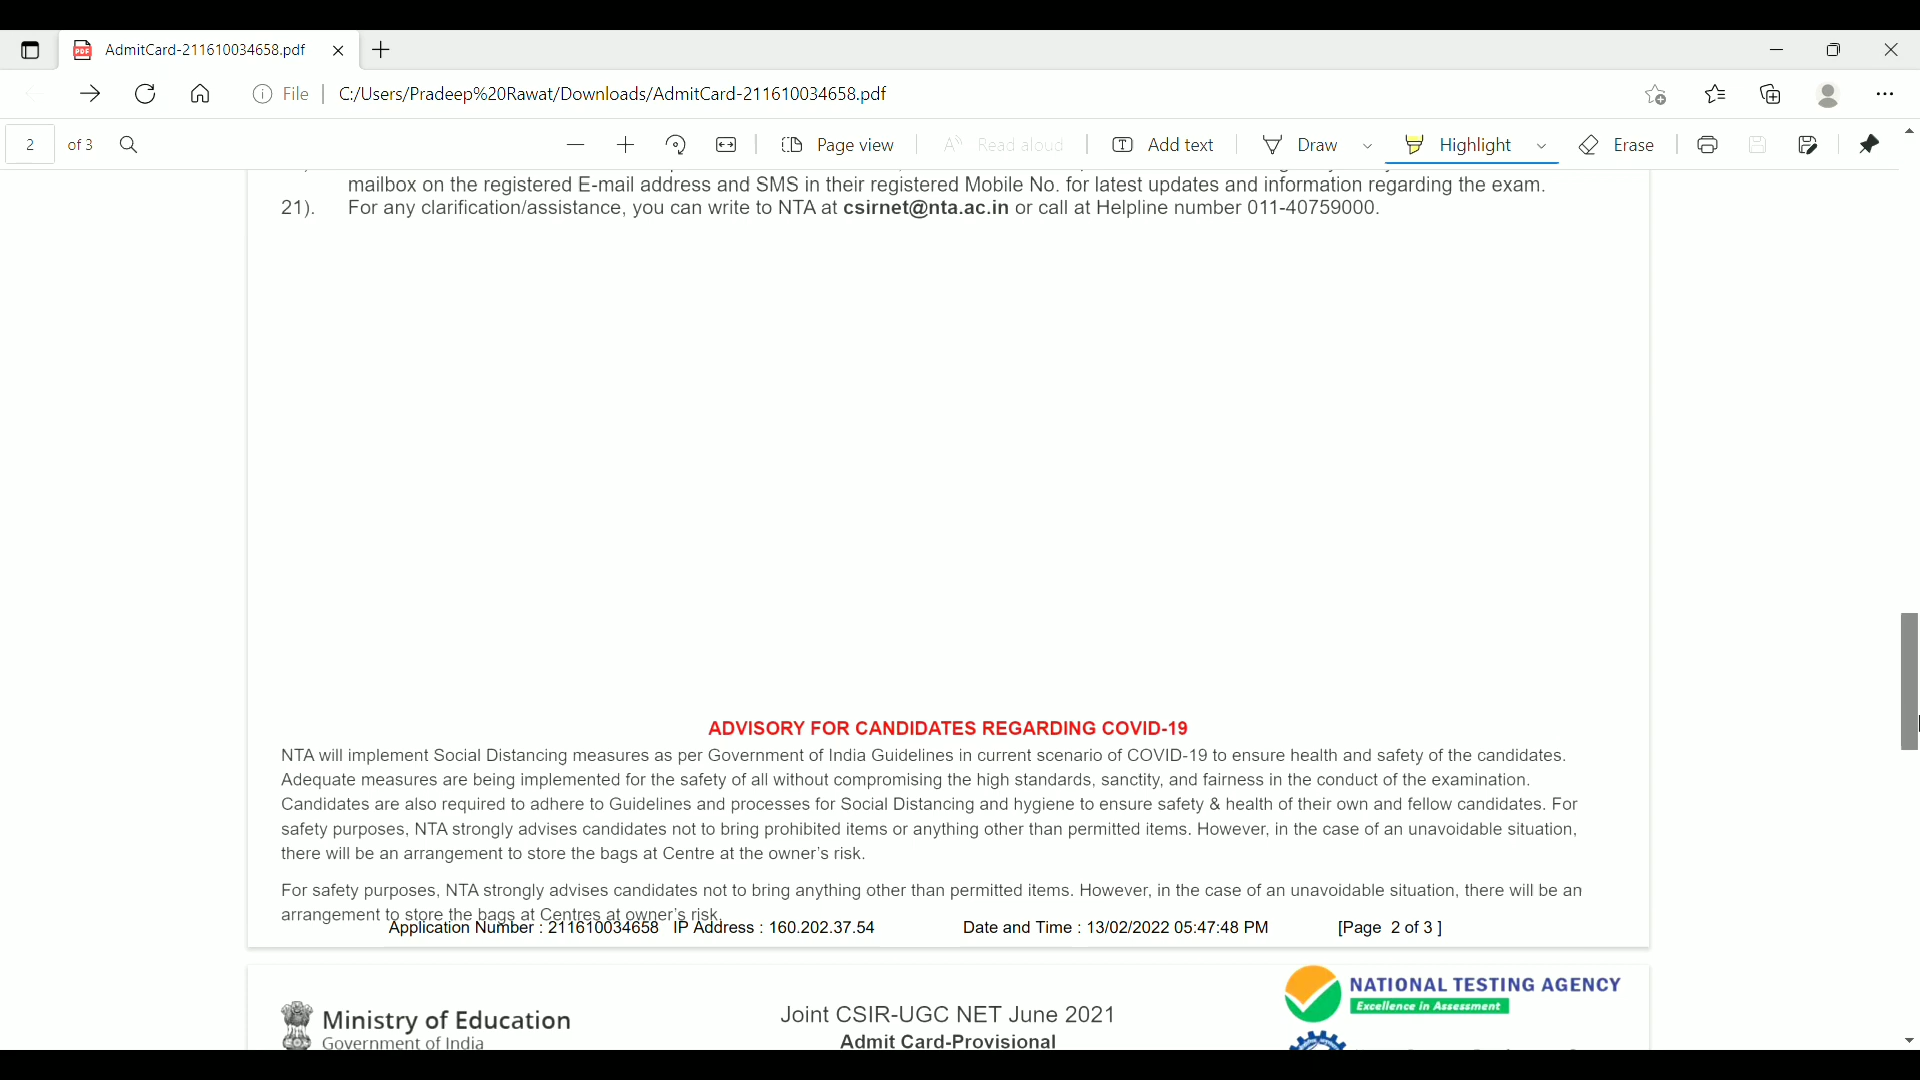 AdmitCard-211610034658.pdf
File
C:/Users/Pradeep%20Rawat/Downloads/AdmitCard-211610034658.pdf
2 of 3
Page view
Read aloud
Add text
Draw
Highlight
Erase
mailbox on the registered E-mail address and SMS in their registered Mobile No. for latest updates and information regarding the exam.
21). For any clarification/assistance, you can write to NTA at csirnet@nta.ac.in or call at Helpline number 011-40759000.
ADVISORY FOR CANDIDATES REGARDING COVID-19
NTA will implement Social Distancing measures as per Government of India Guidelines in current scenario of COVID-19 to ensure health and safety of the candidates.
Adequate measures are being implemented for the safety of all without compromising the high standards, sanctity, and fairness in the conduct of the examination.
Candidates are also required to adhere to Guidelines and processes for Social Distancing and hygiene to ensure safety & health of their own and fellow candidates. For
safety purposes, NTA strongly advises candidates not to bring prohibited items or anything other than permitted items. However, in the case of an unavoidable situation,
there will be an arrangement to store the bags at Centre at the owner's risk.
For safety purposes, NTA strongly advises candidates not to bring anything other than permitted items. However, in the case of an unavoidable situation, there will be an
arrangement to store the bags at Centres at owner's risk.
Application Number : 211610034658 IP Address : 160.202.37.54 Date and Time : 13/02/2022 05:47:48 PM [Page 2 of 3 ]
Ministry of Education
Government of India
Joint CSIR-UGC NET June 2021
Admit Card-Provisional
NATIONAL TESTING AGENCY
Excellence in Assessment